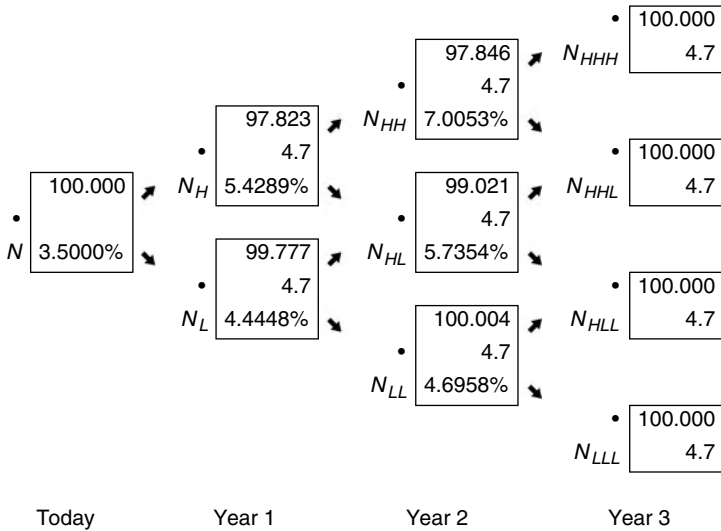 100.000
N
3.5000%
97.823
4.7
N_H
5.4289%
99.777
4.7
N_L
4.4448%
97.846
4.7
N_HH
7.0053%
99.021
4.7
N_HL
5.7354%
100.004
4.7
N_LL
4.6958%
100.000
N_HHH
4.7
100.000
N_HHL
4.7
100.000
N_HLL
4.7
100.000
N_LLL
4.7
Today Year 1 Year 2 Year 3